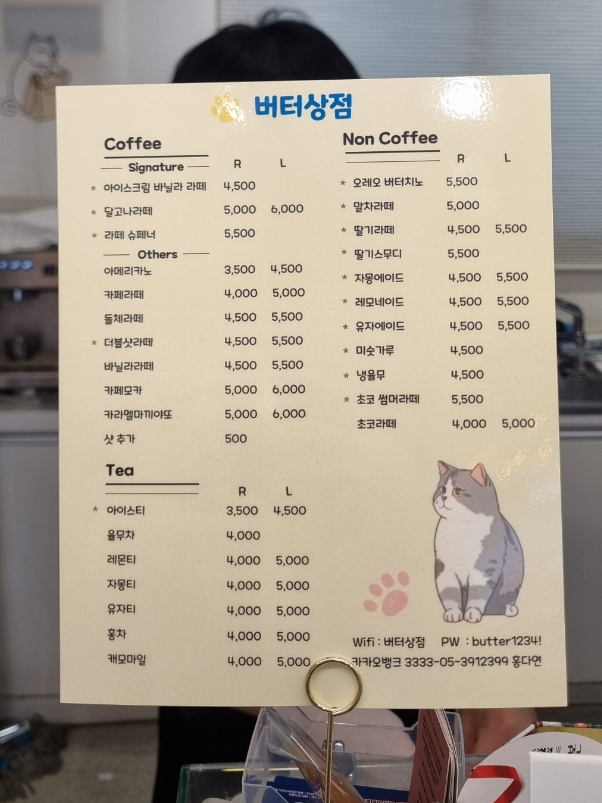 버터상점
Coffee
Signature R L
* 아이스크림 바닐라 라떼 4,500
* 달고나라떼 5,000 6,000
* 라떼 슈페너 5,500
Others
아메리카노 3,500 4,500
카페라떼 4,000 5,000
돌체라떼 4,500 5,500
* 더블샷라떼 4,500 5,500
바닐라라떼 4,500 5,500
카페모카 5,000 6,000
카라멜마끼야또 5,000 6,000
샷 추가 500
Tea
R L
* 아이스티 3,500 4,500
율무차 4,000
레몬티 4,000 5,000
자몽티 4,000 5,000
유자티 4,000 5,000
홍차 4,000 5,000
캐모마일 4,000 5,000
Non Coffee
R L
* 오레오 버터치노 5,500
* 말차라떼 5,000
* 딸기라떼 4,500 5,500
* 딸기스무디 5,500
* 자몽에이드 4,500 5,500
* 레모네이드 4,500 5,500
* 유자에이드 4,500 5,500
* 미숫가루 4,500
* 냉율무 4,500
* 초코 썸머라떼 5,500
초코라떼 4,000 5,000
Wifi : 버터상점 PW : butter1234!
카카오뱅크 3333-05-3912399 홍다연